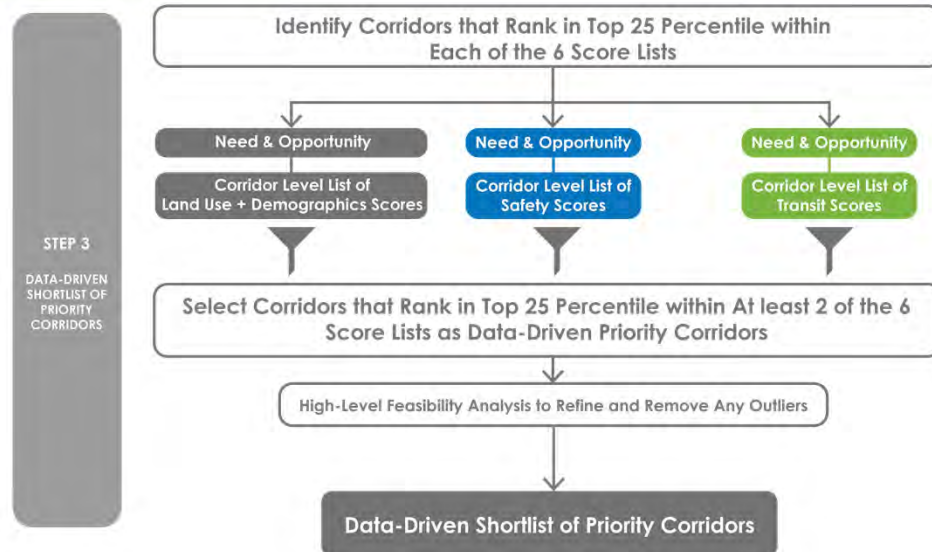 Identify Corridors that Rank in Top 25 Percentile within
Each of the 6 Score Lists
Need & Opportunity
Corridor Level List of
Land Use + Demographics Scores
Need & Opportunity
Corridor Level List of
Safety Scores
Need & Opportunity
Corridor Level List of
Transit Scores
STEP 3
DATA-DRIVEN
SHORTLIST OF
PRIORITY
CORRIDORS
Select Corridors that Rank in Top 25 Percentile within At least 2 of the 6
Score Lists as Data-Driven Priority Corridors
High-Level Feasibility Analysis to Refine and Remove Any Outliers
Data-Driven Shortlist of Priority Corridors